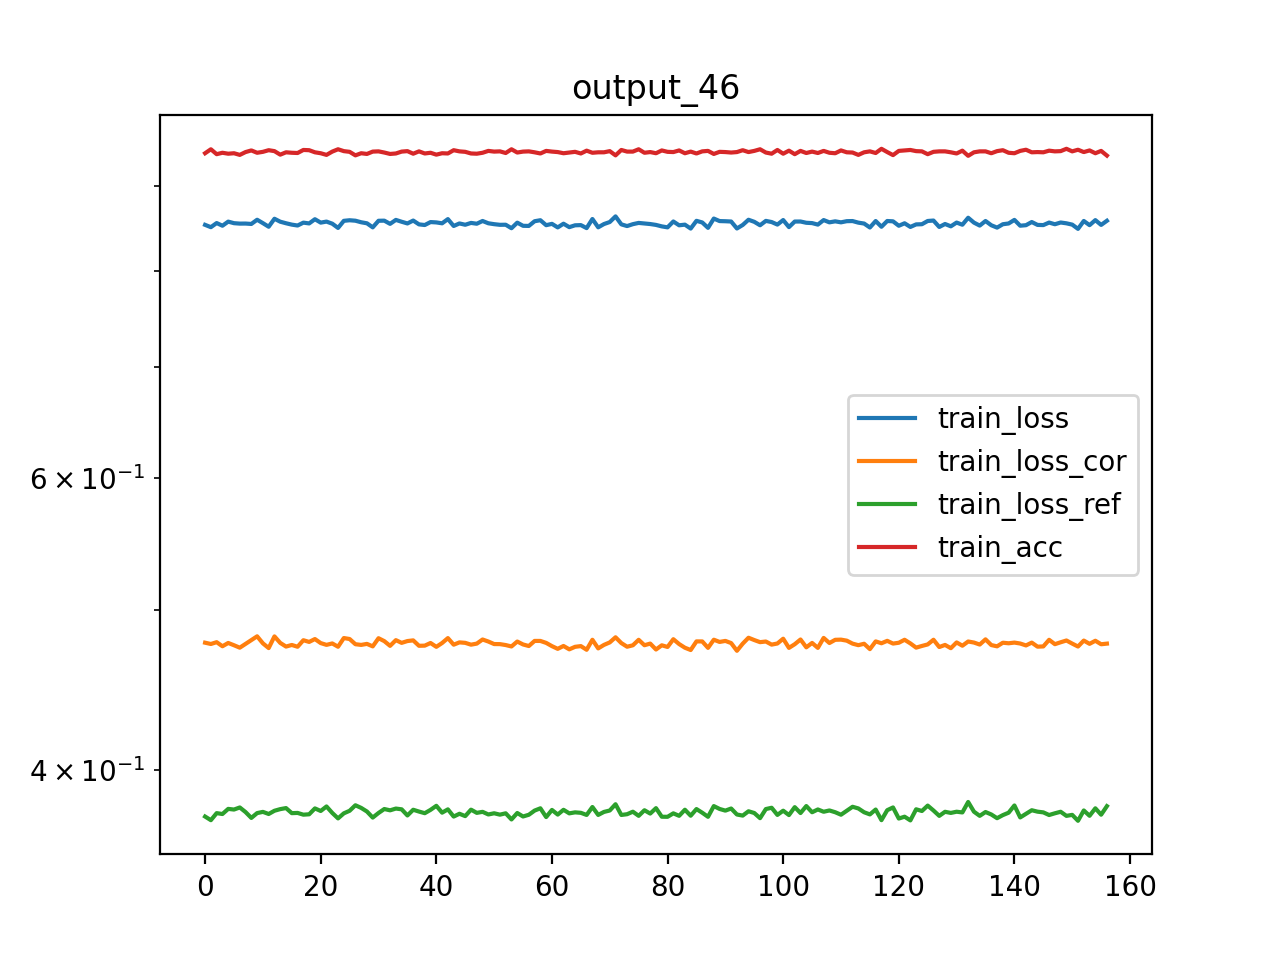 output_46
6 × 10⁻¹
4 × 10⁻¹
train_loss
train_loss_cor
train_loss_ref
train_acc
0 20 40 60 80 100 120 140 160